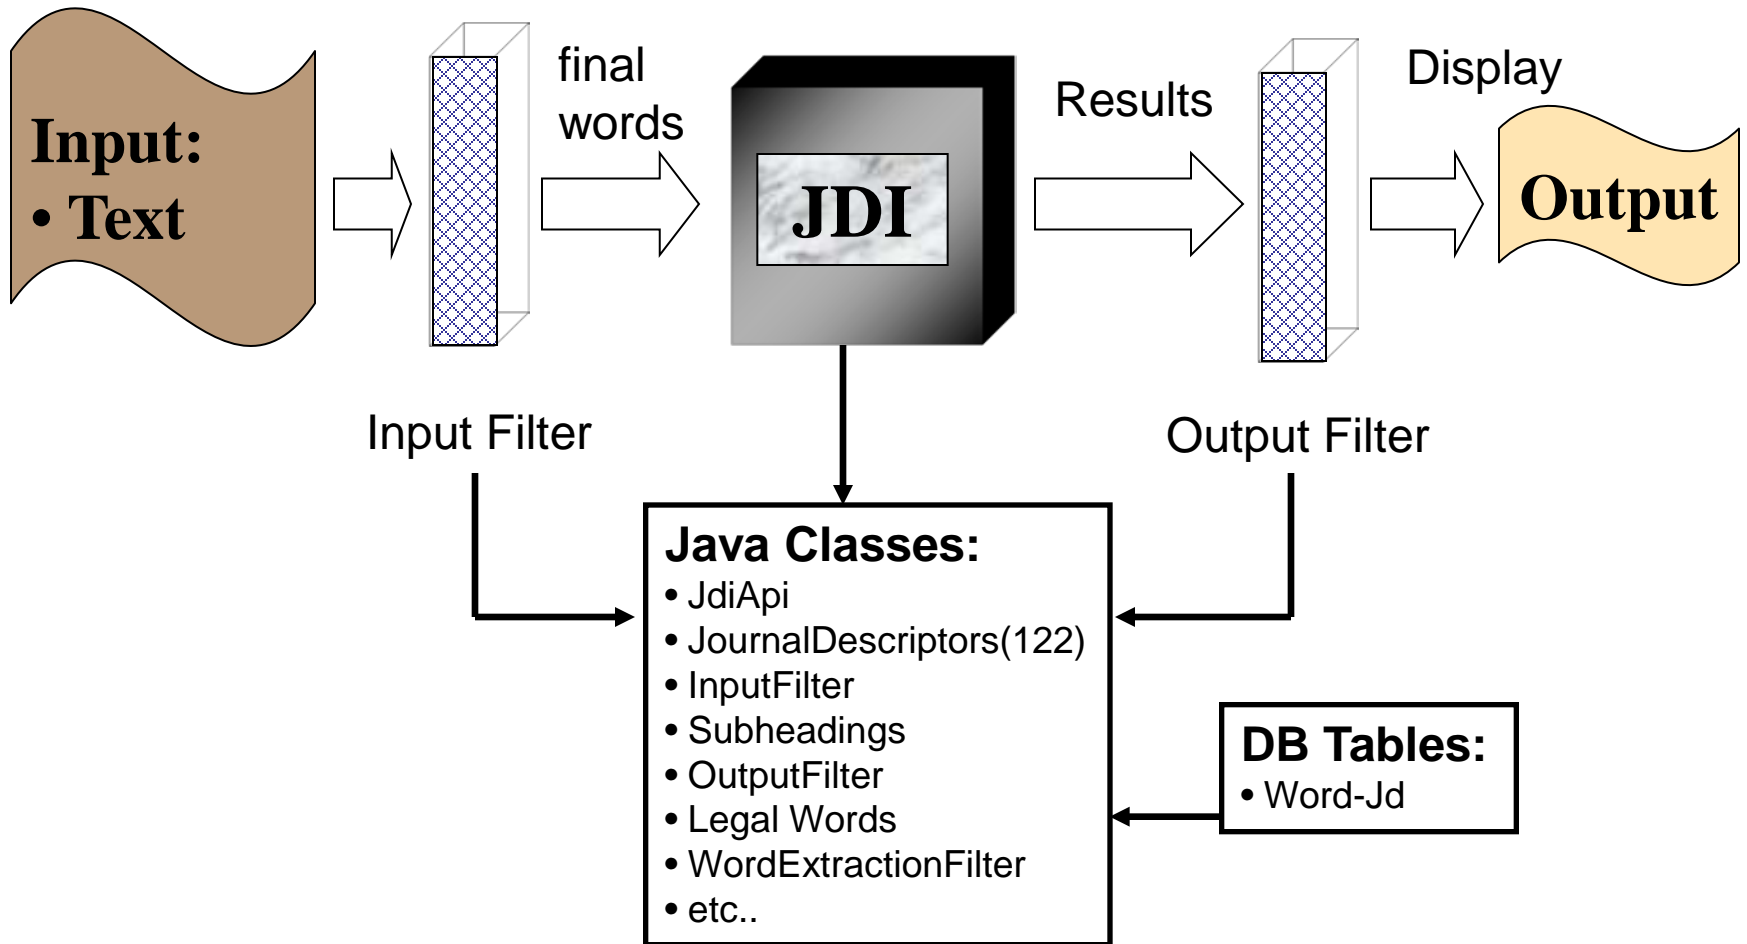 Input:
• Text
final
words
JDI
Results
Display
Output
Input Filter
Output Filter
Java Classes:
• JdiApi
• JournalDescriptors(122)
• InputFilter
• Subheadings
• OutputFilter
• Legal Words
• WordExtractionFilter
• etc..
DB Tables:
• Word-Jd